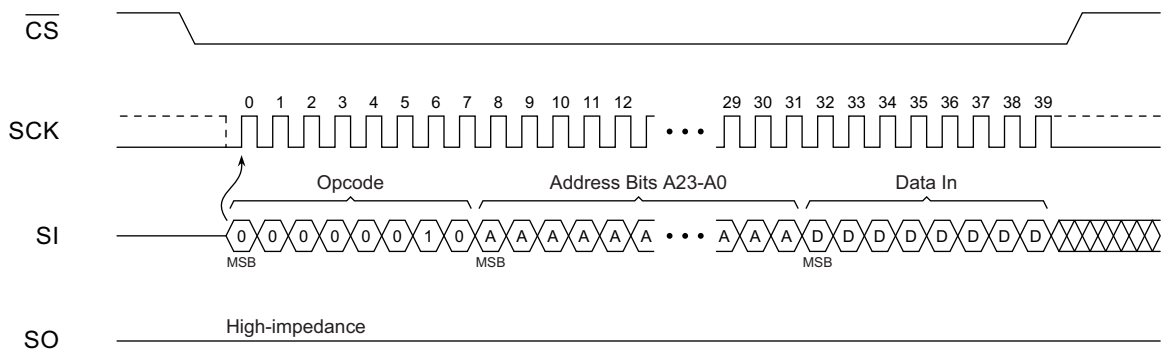 CS
0 1 2 3 4 5 6 7 8 9 10 11 12 29 30 31 32 33 34 35 36 37 38 39
SCK
Opcode Address Bits A23-A0 Data In
SI 0 0 0 0 0 0 1 0 A A A A A A A A A D D D D D D D D
MSB MSB MSB
High-impedance
SO